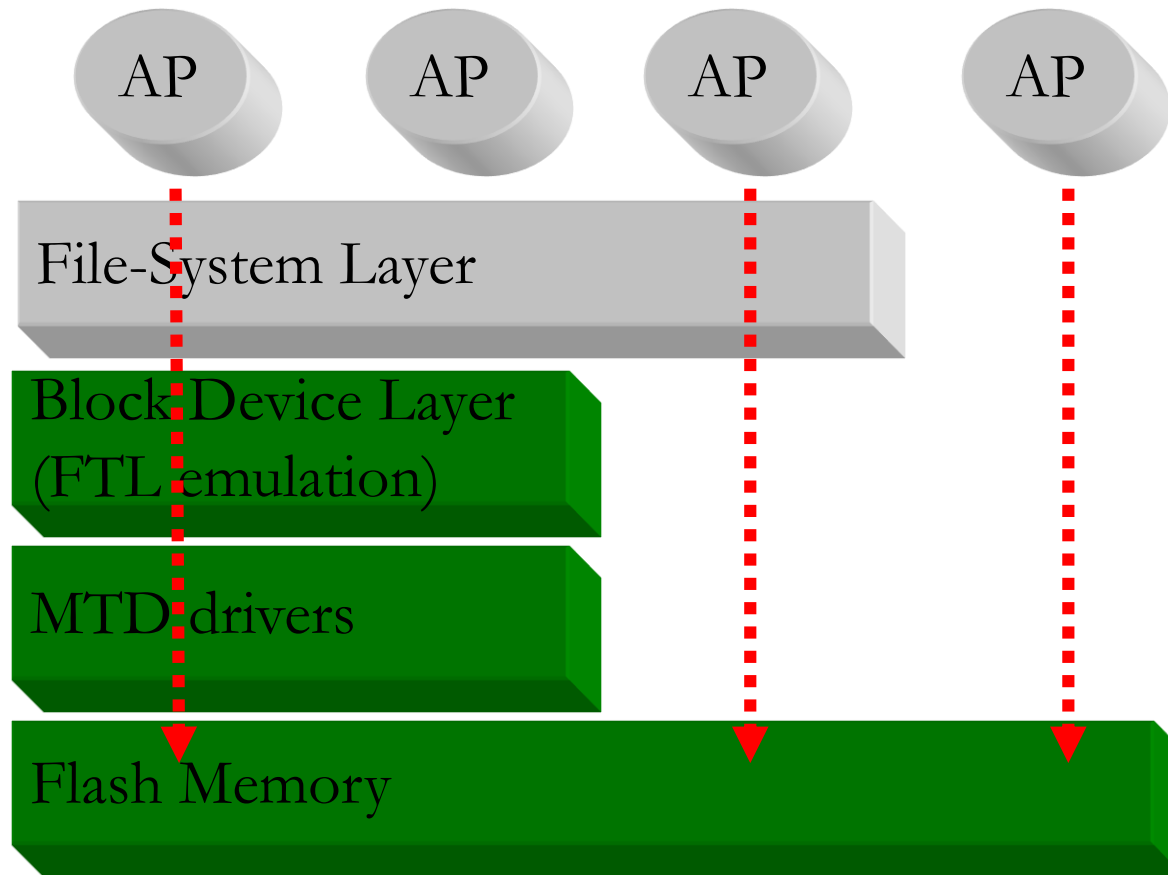 AP
AP
AP
AP
File-System Layer
Block Device Layer
(FTL emulation)
MTD drivers
Flash Memory